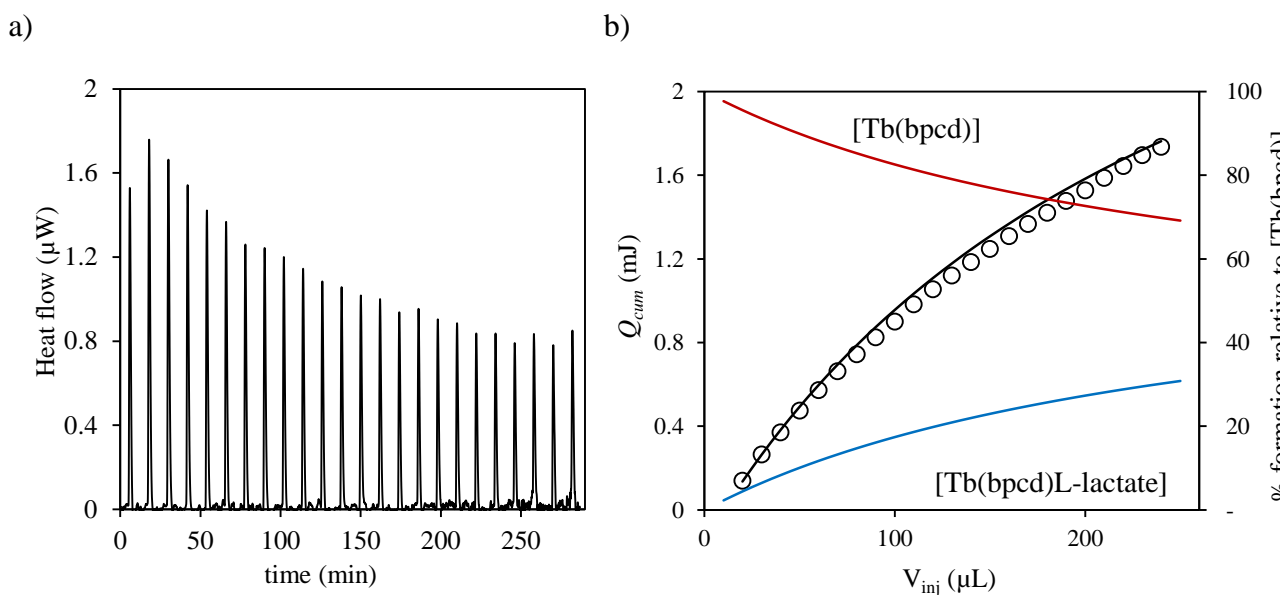 a)
2
1.6
1.2
0.8
0.4
0
Heat flow (µW)
0 50 100 150 200 250
time (min)
b)
2
1.6
1.2
0.8
0.4
0
Q_cum (mJ)
0 100 200
V_inj (µL)
100
80
60
40
20
-
% formation relative to [Tb(bpcd)]
[Tb(bpcd)]
[Tb(bpcd)L-lactate]